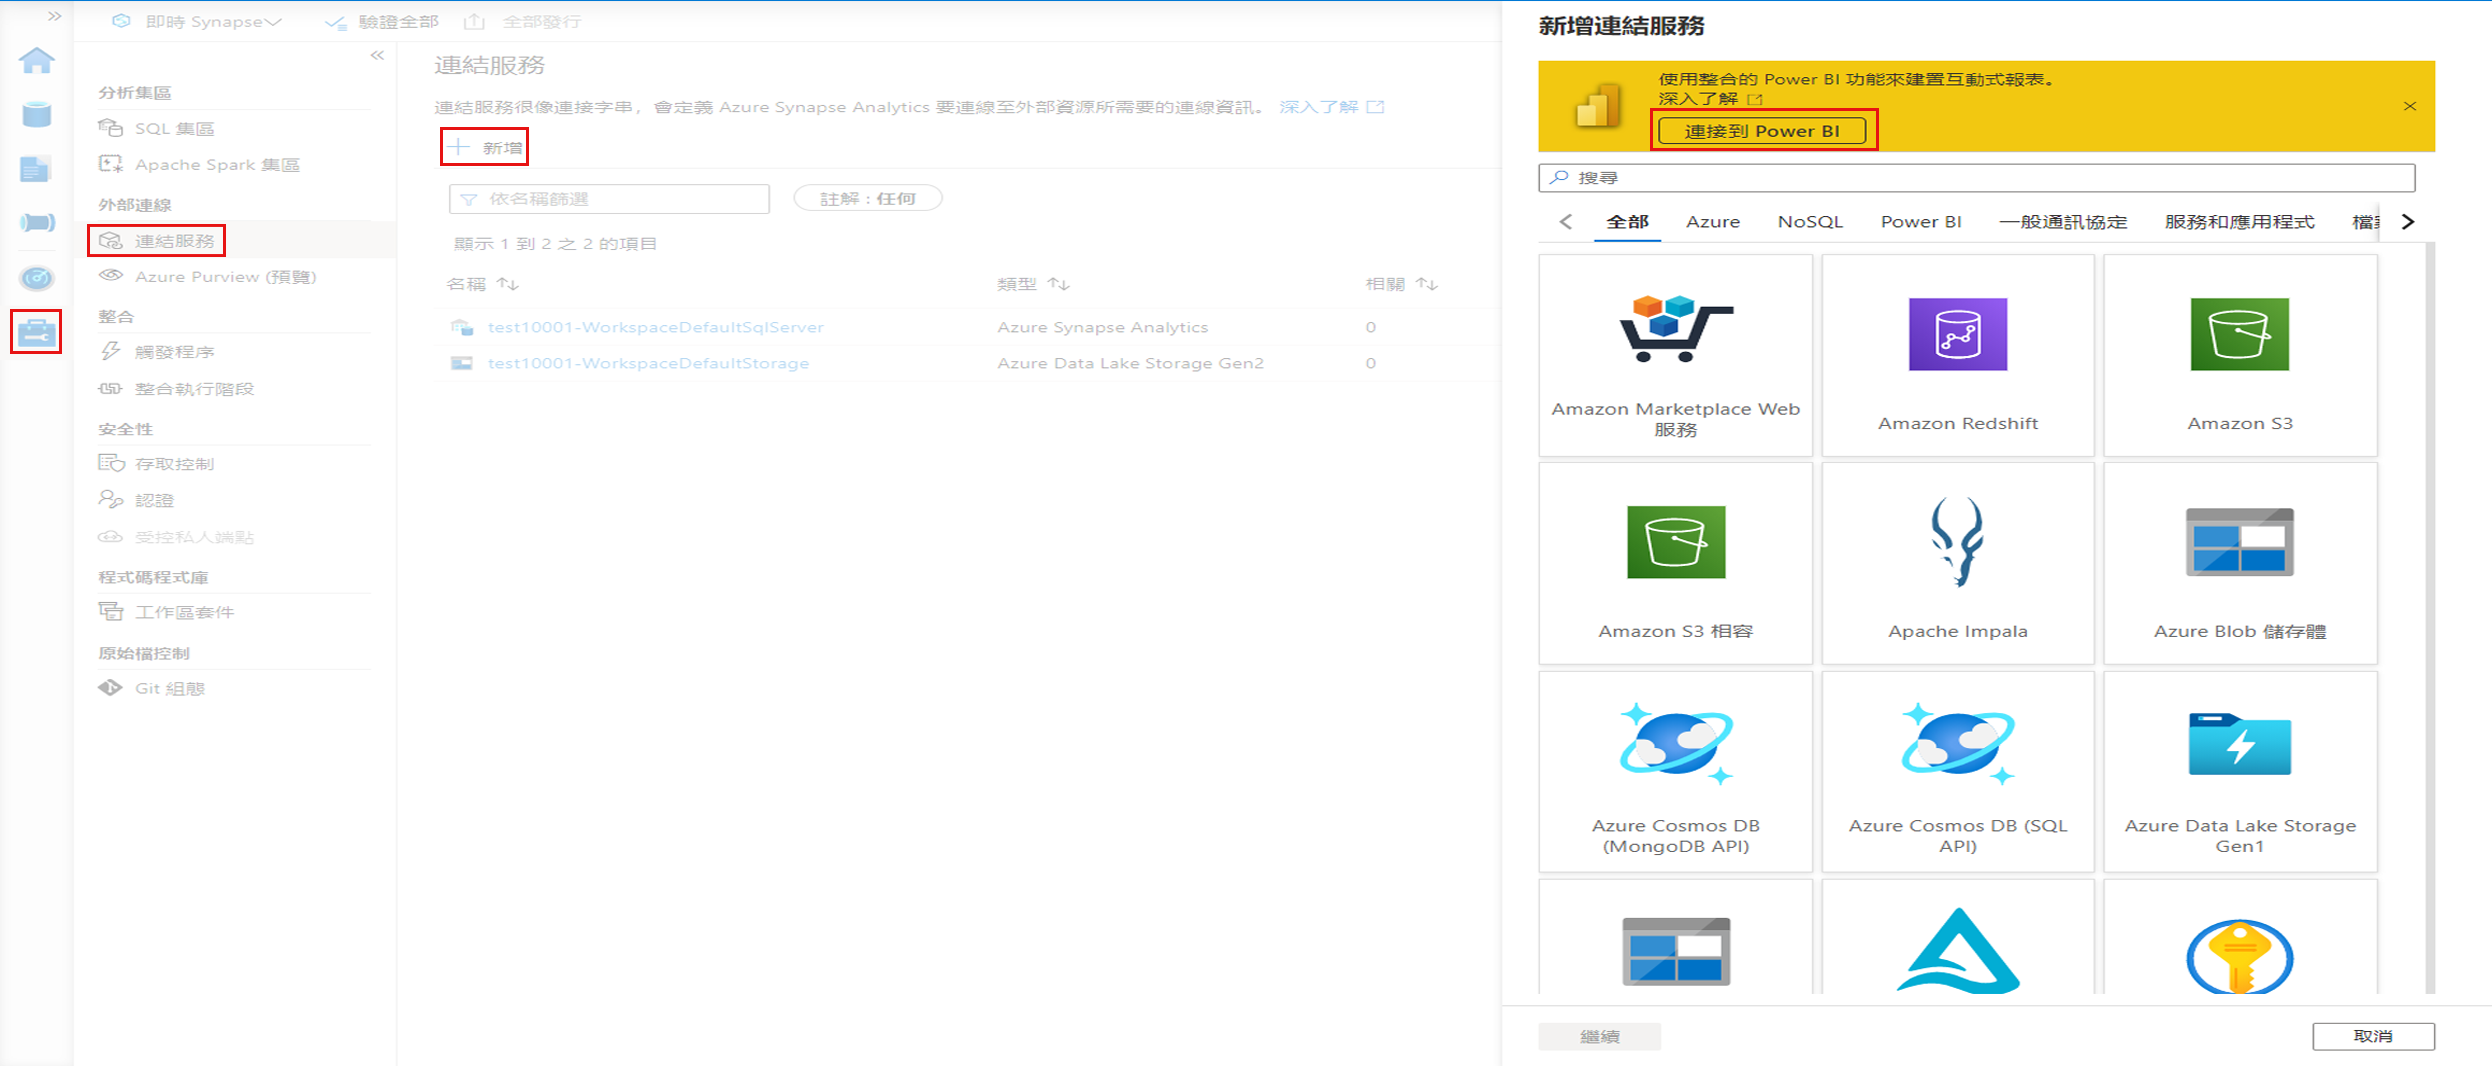 即時 Synapse
驗證全部
全部發行
分析集區
SQL 集區
Apache Spark 集區
外部連線
連結服務
Azure Purview (預覽)
整合
觸發程序
整合執行階段
安全性
存取控制
認證
受控私人端點
程式碼程式庫
工作區套件
原始檔控制
Git 組態
連結服務
連結服務很像連接字串，會定義 Azure Synapse Analytics 要連線至外部資源所需要的連線資訊。 深入了解
新增
依名稱篩選
註解 : 任何
顯示 1 到 2 之 2 的項目
名稱 類型 相關
test10001-WorkspaceDefaultSqlServer Azure Synapse Analytics 0
test10001-WorkspaceDefaultStorage Azure Data Lake Storage Gen2 0
新增連結服務
使用整合的 Power BI 功能來建置互動式報表。
深入了解
連接到 Power BI
搜尋
全部 Azure NoSQL Power BI 一般通訊協定 服務和應用程式
Amazon Marketplace Web
服務
Amazon Redshift
Amazon S3
Amazon S3 相容
Apache Impala
Azure Blob 儲存體
Azure Cosmos DB
(MongoDB API)
Azure Cosmos DB (SQL
API)
Azure Data Lake Storage
Gen1
繼續
取消